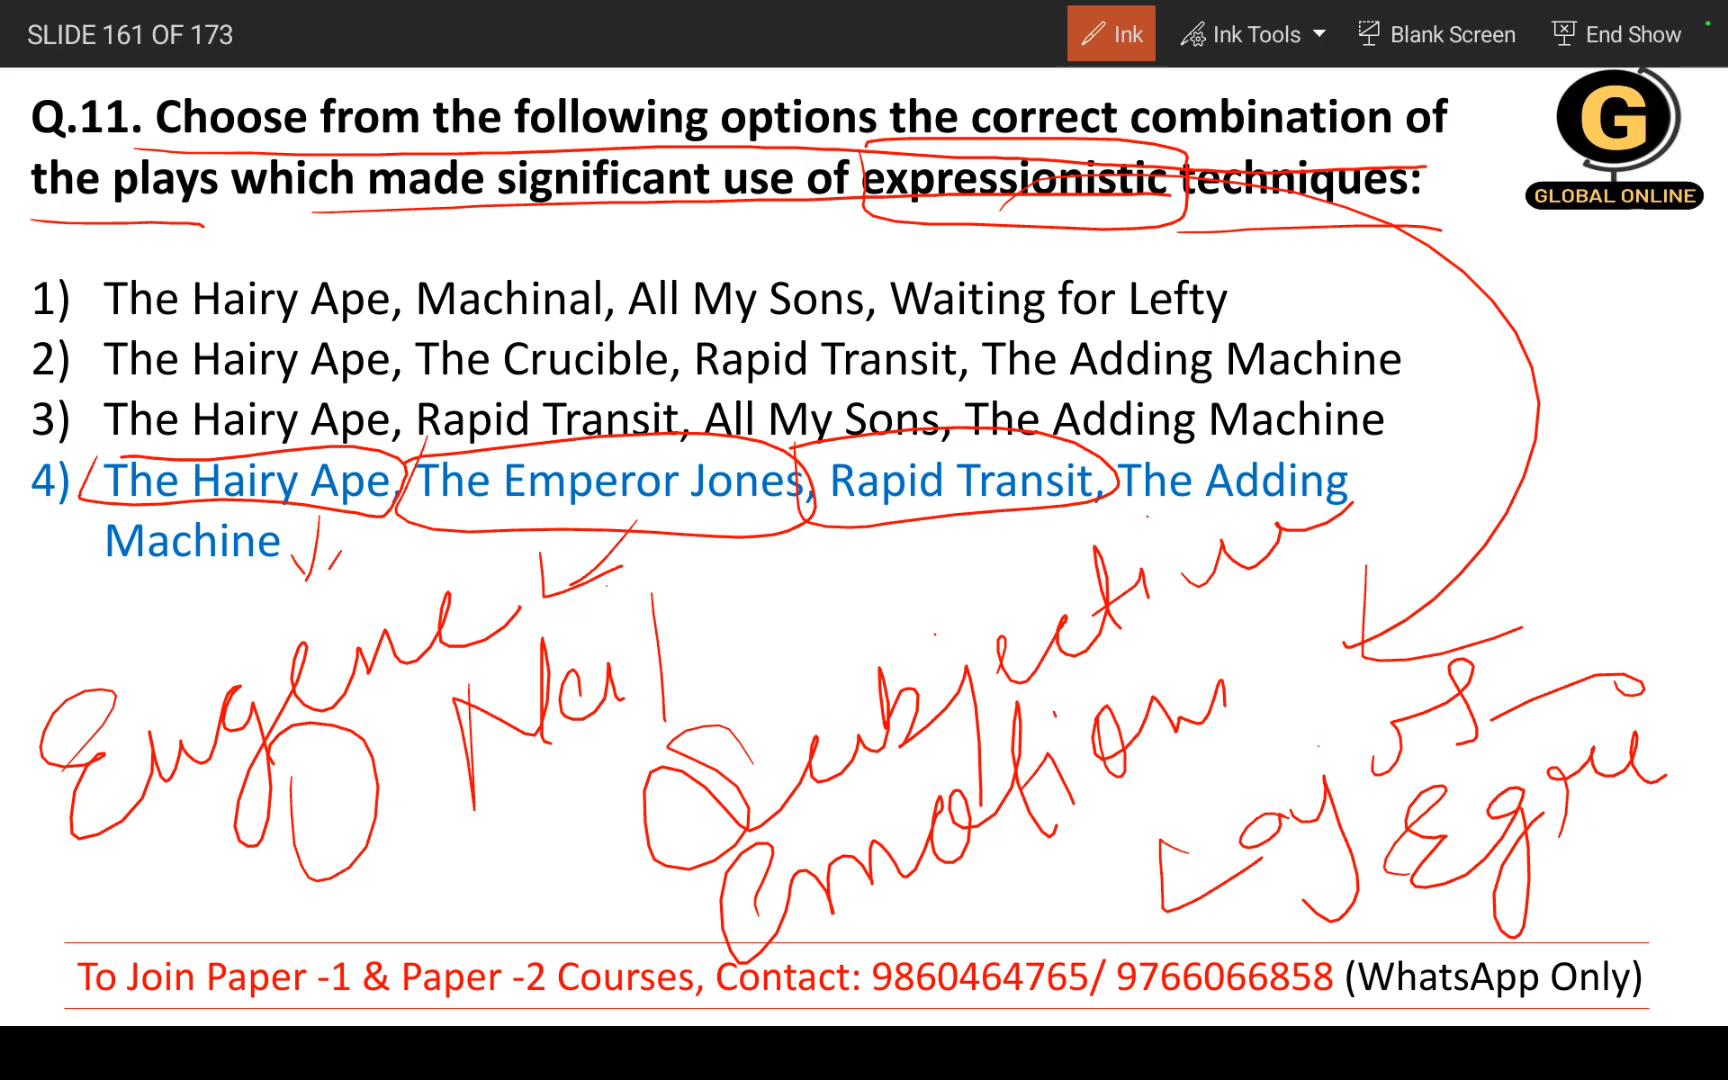 SLIDE 161 OF 173
Ink
Ink Tools
Blank Screen
End Show
G
GLOBAL ONLINE
Q.11. Choose from the following options the correct combination of
the plays which made significant use of expressionistic techniques:
1) The Hairy Ape, Machinal, All My Sons, Waiting for Lefty
2) The Hairy Ape, The Crucible, Rapid Transit, The Adding Machine
3) The Hairy Ape, Rapid Transit, All My Sons, The Adding Machine
4) The Hairy Ape, The Emperor Jones, Rapid Transit, The Adding
Machine
Eugene
O
Subjective
Emotion
To Join Paper -1 & Paper -2 Courses, Contact: 9860464765/ 9766066858 (WhatsApp Only)